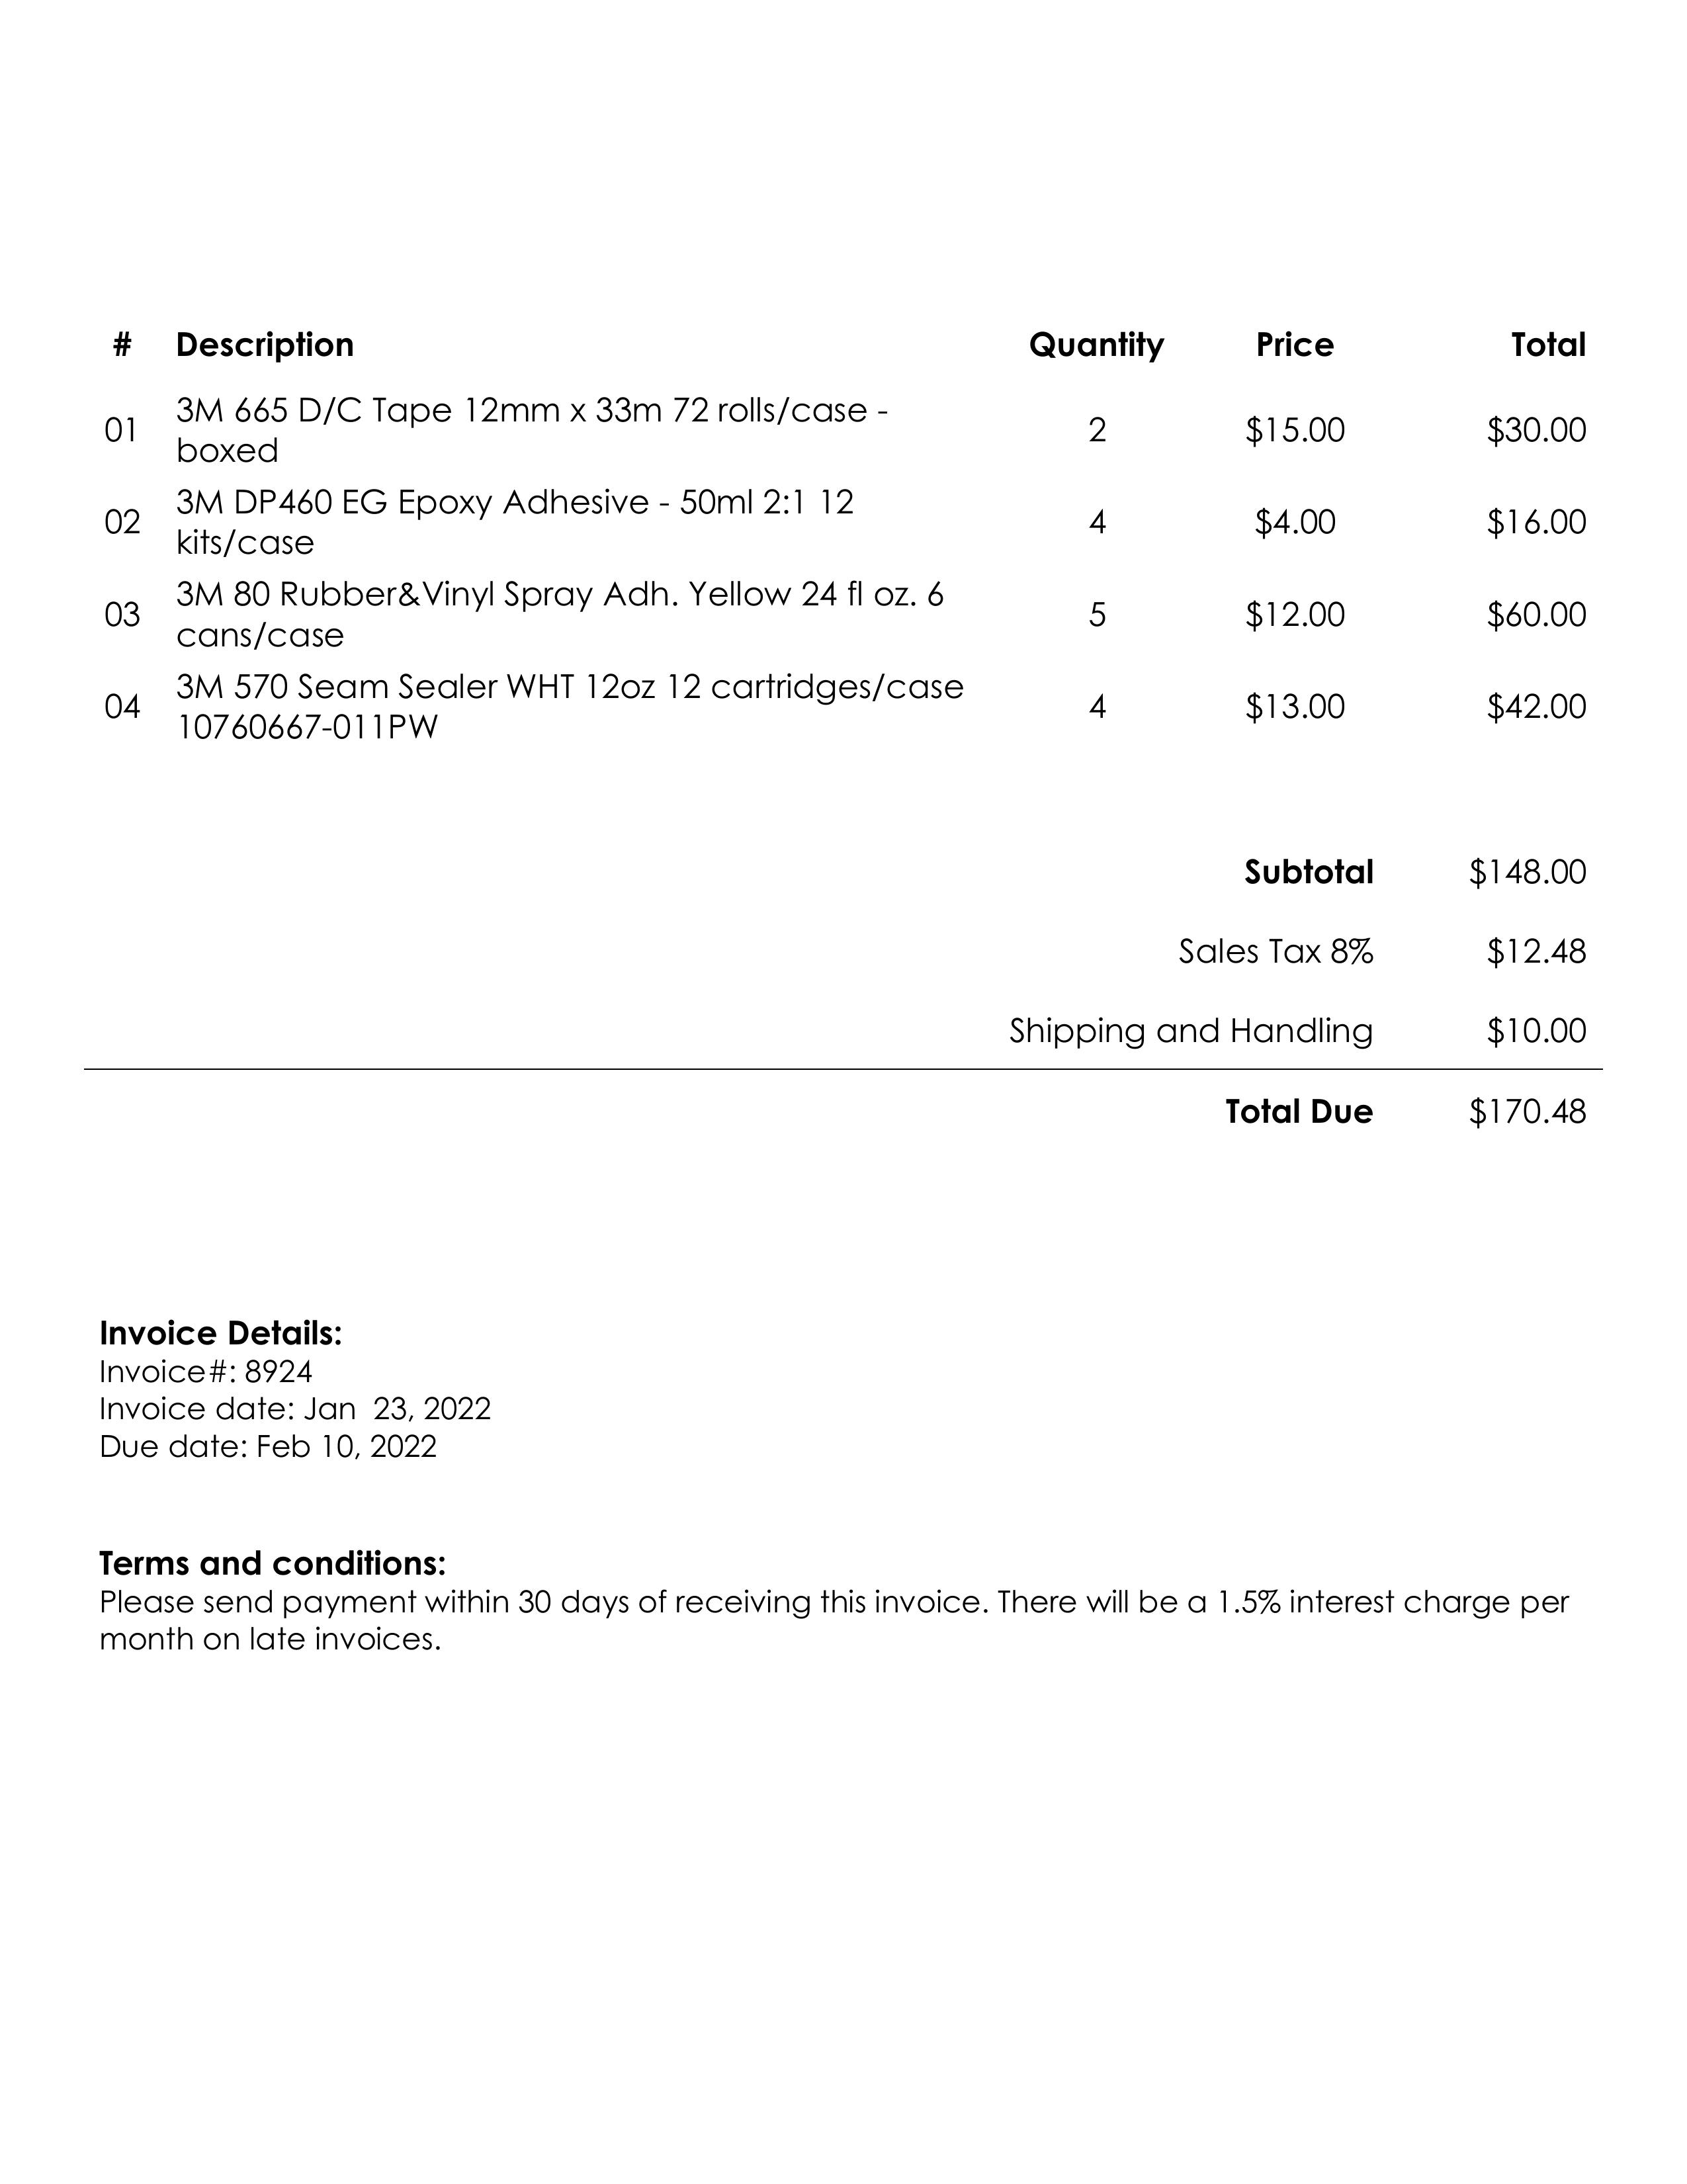 # Description Quantity Price Total
01 3M 665 D/C Tape 12mm x 33m 72 rolls/case -
boxed 2 $15.00 $30.00
02 3M DP460 EG Epoxy Adhesive - 50ml 2:1 12
kits/case 4 $4.00 $16.00
03 3M 80 Rubber&Vinyl Spray Adh. Yellow 24 fl oz. 6
cans/case 5 $12.00 $60.00
04 3M 570 Seam Sealer WHT 12oz 12 cartridges/case
10760667-011PW 4 $13.00 $42.00
Subtotal $148.00
Sales Tax 8% $12.48
Shipping and Handling $10.00
Total Due $170.48
Invoice Details:
Invoice#: 8924
Invoice date: Jan  23, 2022
Due date: Feb 10, 2022
Terms and conditions:
Please send payment within 30 days of receiving this invoice. There will be a 1.5% interest charge per
month on late invoices.